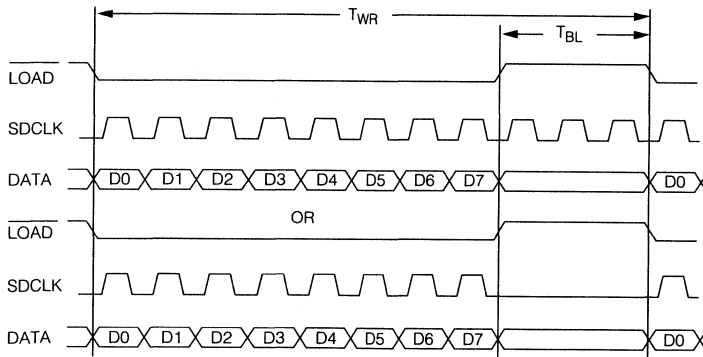 TWR
TBL
LOAD
SDCLK
DATA D0 D1 D2 D3 D4 D5 D6 D7 D0
OR
LOAD
SDCLK
DATA D0 D1 D2 D3 D4 D5 D6 D7 D0